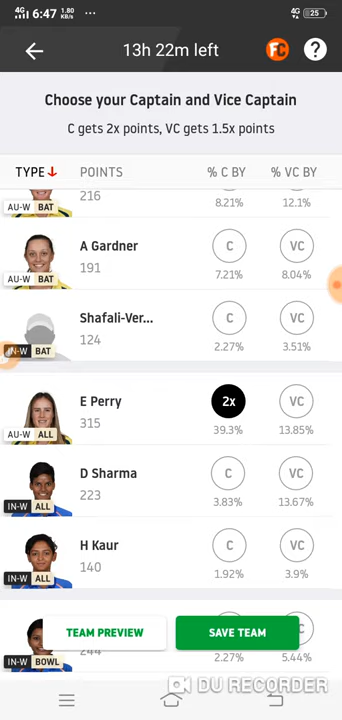 4G 6:47 1.80 KB/s ... 4G 25
13h 22m left FC ?
Choose your Captain and Vice Captain
C gets 2x points, VC gets 1.5x points
TYPE POINTS % C BY % VC BY
216
AU-W BAT 8.21% 12.1%
A Gardner C VC
191
AU-W BAT 7.21% 8.04%
Shafali-Ver... C VC
124
IN-W BAT 2.27% 3.51%
E Perry 2x VC
315
AU-W ALL 39.3% 13.85%
D Sharma C VC
223
IN-W ALL 3.83% 13.67%
H Kaur C VC
140
IN-W ALL 1.92% 3.9%
TEAM PREVIEW SAVE TEAM
244
IN-W BOWL 2.27% 5.44%
DU RECORDER